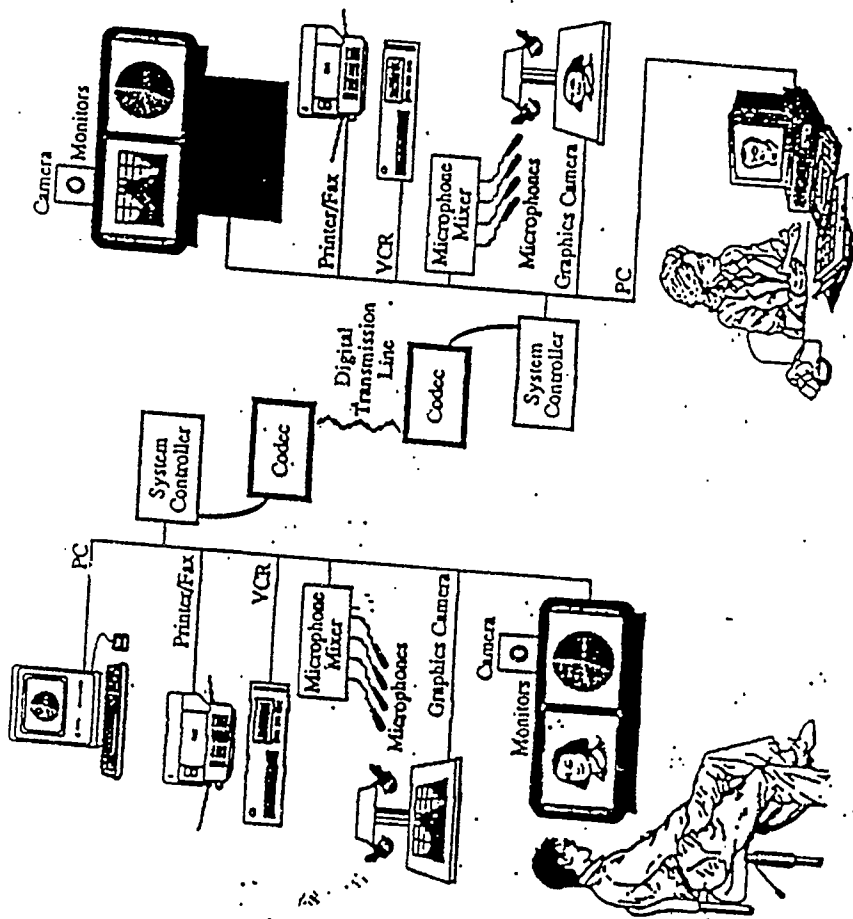 Camera
Monitors
Printer/Fax
VCR
Microphone
Mixer
Microphones
Graphics Camera
PC
System
Controller
Codec
Digital
Transmission
Line
Codec
System
Controller
PC
Printer/Fax
VCR
Microphone
Mixer
Microphones
Graphics Camera
Camera
Monitors